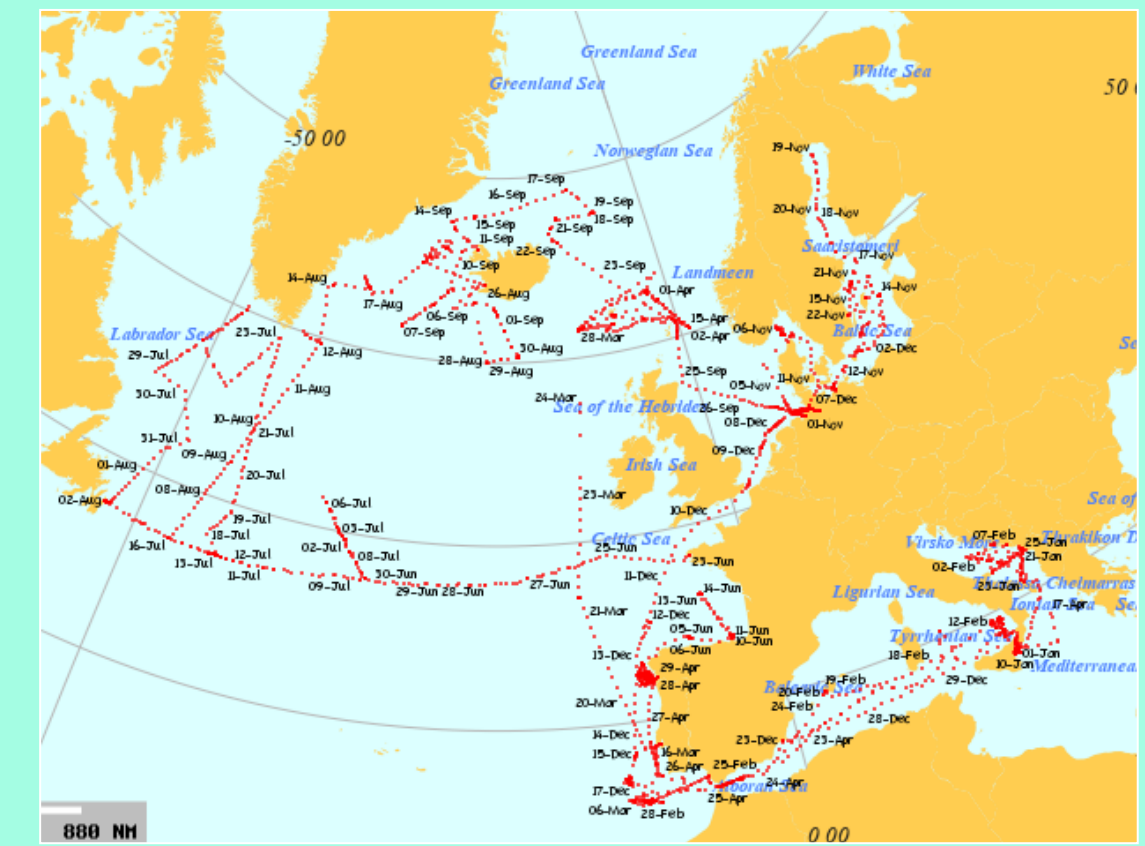 Greenland Sea
White Sea
Greenland Sea
50 0
-50 00
19-Nov
Norwegian Sea
17-Sep
16-Sep
19-Sep
14-Sep
18-Sep
20-Nov
18-Nov
15-Sep
21-Sep
11-Sep
Saaristomeri
22-Sep
17-Nov
10-Sep
23-Sep
Landmeen
21-Nov
14-Aug
14-Nov
26-Aug
01-Apr
17-Aug
15-Nov
06-Sep
01-Sep
15-Apr
22-Nov
07-Sep
06-Nov
Baltic Sea
Labrador Sea
23-Jul
28-Mar
02-Apr
30-Aug
02-Dec
29-Jul
12-Aug
28-Aug
29-Aug
25-Sep
12-Nov
11-Nov
30-Jul
11-Aug
05-Nov
24-Mar
07-Dec
Sea of the Hebrides
26-Sep
10-Aug
08-Dec
01-Nov
31-Jul
21-Jul
09-Aug
09-Dec
01-Aug
Irish Sea
20-Jul
08-Aug
23-Mar
02-Aug
06-Jul
Sea of
10-Dec
19-Jul
03-Jul
18-Jul
Celtic Sea
07-Feb
Virsko More
Thrakikon
16-Jul
02-Jul
25-Jun
12-Jul
08-Jul
21-Jan
13-Jul
23-Jun
02-Feb
11-Jul
30-Jun
11-Dec
09-Jul
29-Jun
28-Jun
27-Jun
14-Jun
Ligurian Sea
13-Jun
Ionian Sea
17-Apr
21-Mar
12-Dec
12-Feb
05-Jun
11-Jun
10-Jun
Tyrrhenian Sea
06-Jun
13-Dec
18-Feb
01-Jan
10-Jan
Mediterranea
29-Apr
19-Feb
29-Dec
28-Apr
20-Feb
20-Mar
24-Feb
27-Apr
28-Dec
14-Dec
23-Dec
23-Apr
15-Dec
16-Mar
26-Apr
25-Feb
24-Apr
17-Dec
Alboran Sea
25-Apr
06-Mar
28-Feb
880 NM
0 00